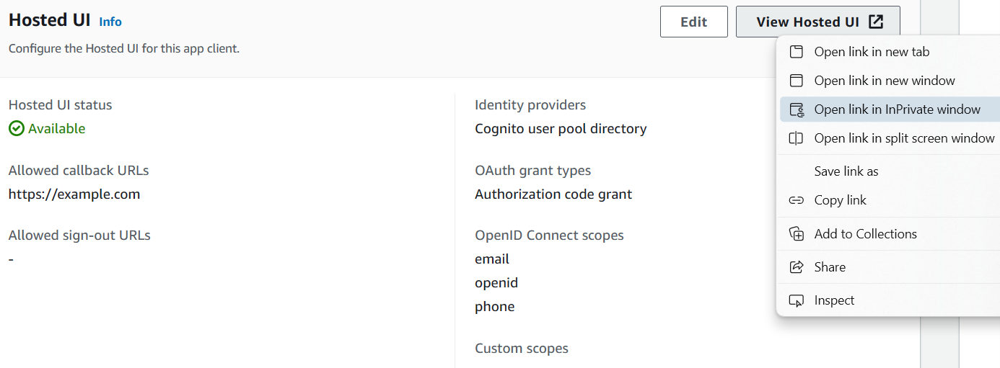 Hosted UI Info
Edit
View Hosted UI
Configure the Hosted UI for this app client.
Hosted UI status
Available
Allowed callback URLs
https://example.com
Allowed sign-out URLs
-
Identity providers
Cognito user pool directory
OAuth grant types
Authorization code grant
OpenID Connect scopes
email
openid
phone
Custom scopes
Open link in new tab
Open link in new window
Open link in InPrivate window
Open link in split screen window
Save link as
Copy link
Add to Collections
Share
Inspect